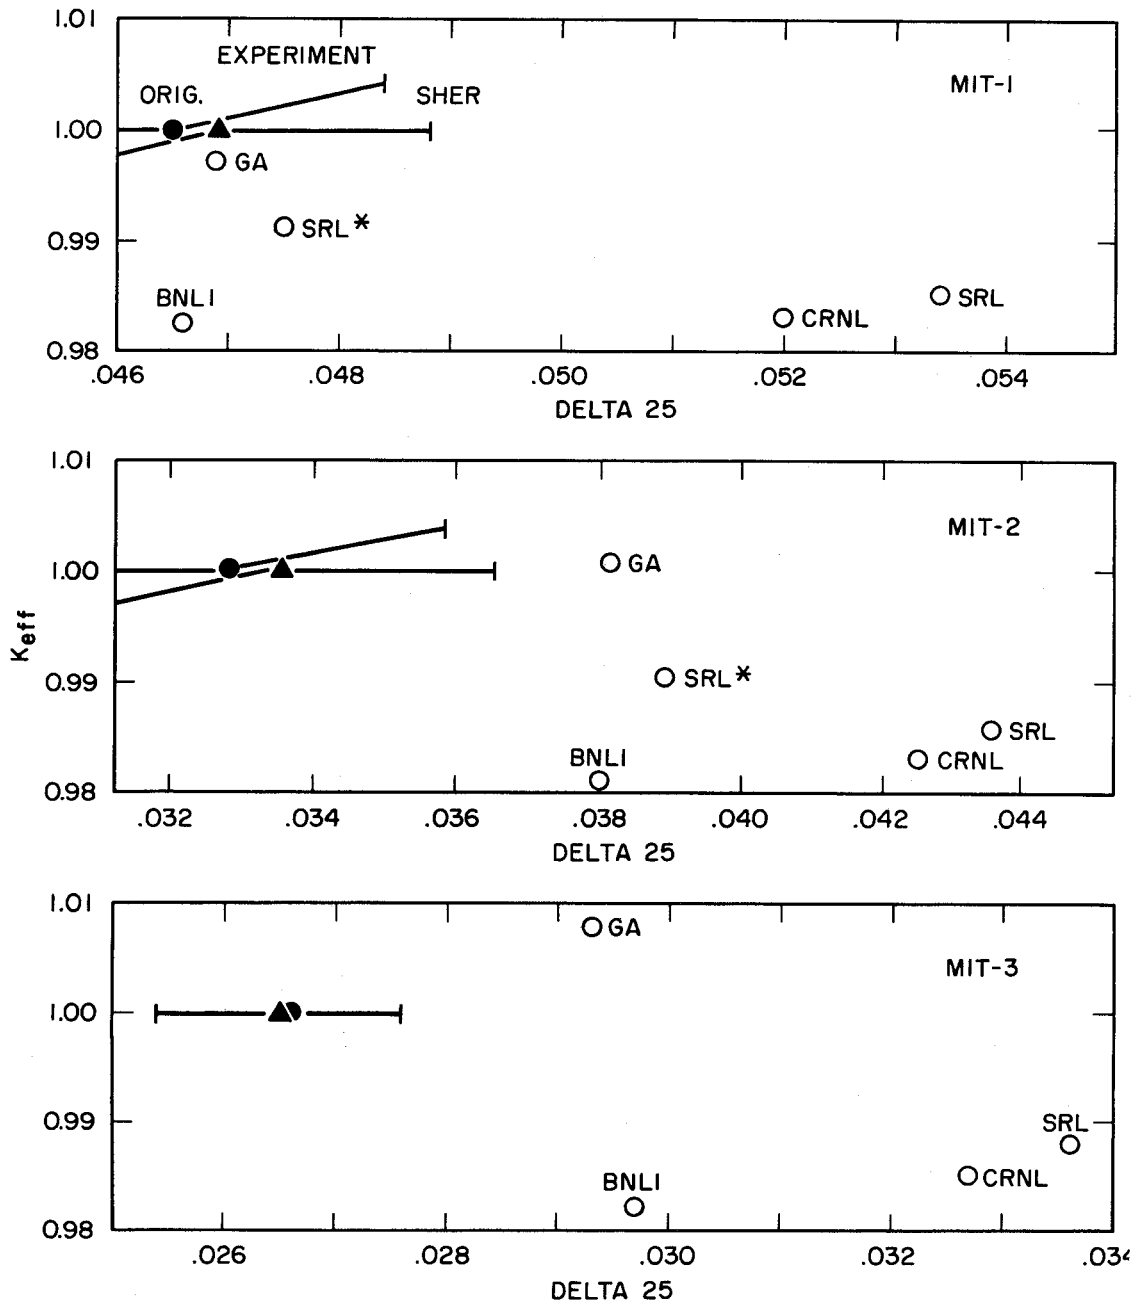 1.01
EXPERIMENT
MIT-1
ORIG.
SHER
1.00
GA
SRL*
0.99
BNL1
SRL
CRNL
0.98
.046
.048
.050
.052
.054
DELTA 25
1.01
MIT-2
GA
1.00
Keff
SRL*
0.99
SRL
BNL1
CRNL
0.98
.032
.034
.036
.038
.040
.042
.044
DELTA 25
1.01
GA
MIT-3
1.00
0.99
SRL
BNL1
CRNL
0.98
.026
.028
.030
.032
.034
DELTA 25